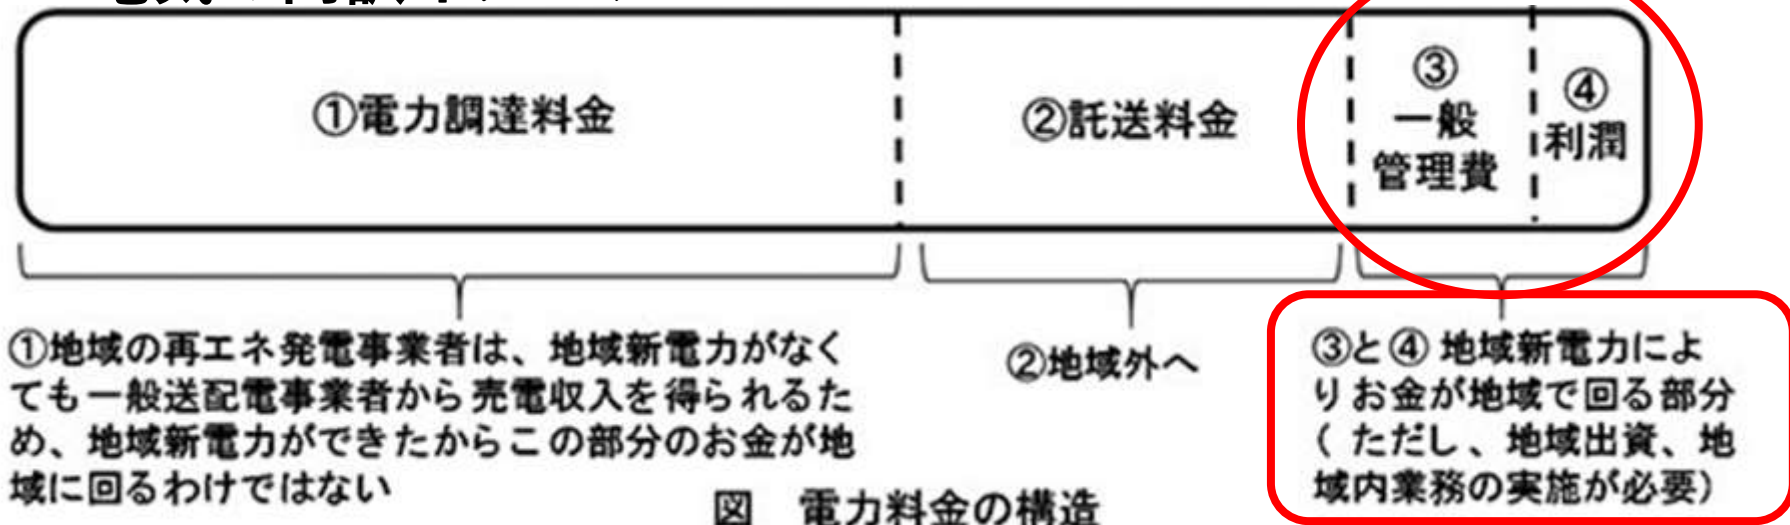 ①電力調達料金
②託送料金
③
一般
管理費
④
利潤
①地域の再エネ発電事業者は、地域新電力がなく
ても一般送配電事業者から売電収入を得られるた
め、地域新電力ができたからこの部分のお金が地
域に回るわけではない
②地域外へ
③と④ 地域新電力によ
りお金が地域で回る部分
( ただし、地域出資、地
域内業務の実施が必要)
図 電力料金の構造